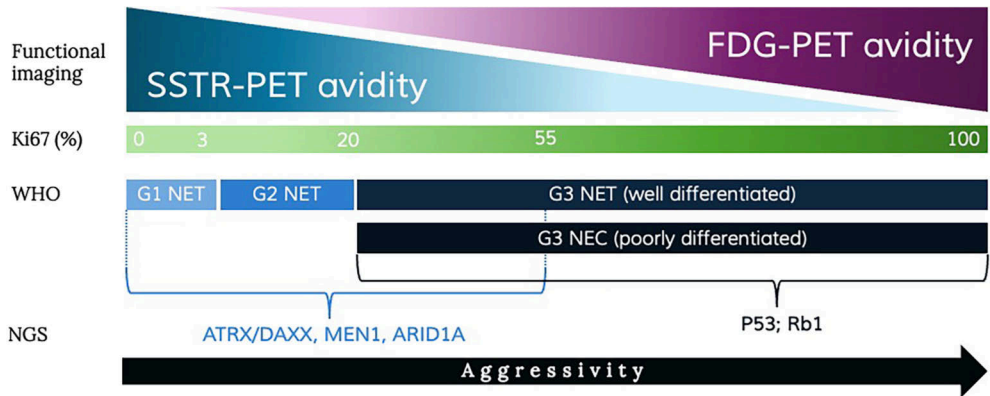 Functional
imaging
SSTR-PET avidity
FDG-PET avidity
Ki67 (%)
0 3 20 55 100
WHO
G1 NET G2 NET G3 NET (well differentiated)
G3 NEC (poorly differentiated)
NGS
ATRX/DAXX, MEN1, ARID1A
P53; Rb1
Aggressivity